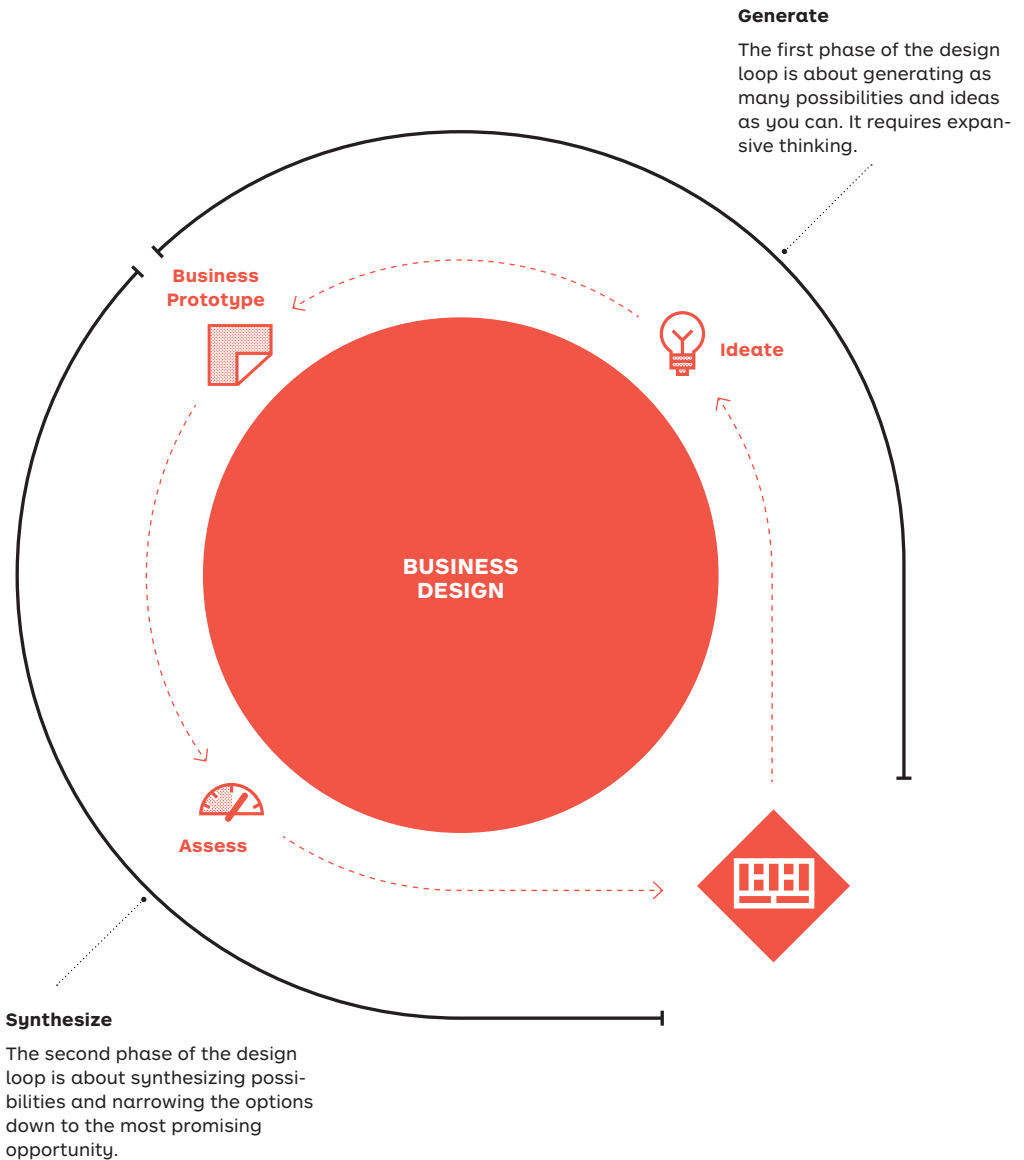 Generate
The first phase of the design
loop is about generating as
many possibilities and ideas
as you can. It requires expan-
sive thinking.
Business
Prototype
Ideate
BUSINESS
DESIGN
Assess
Synthesize
The second phase of the design
loop is about synthesizing possi-
bilities and narrowing the options
down to the most promising
opportunity.